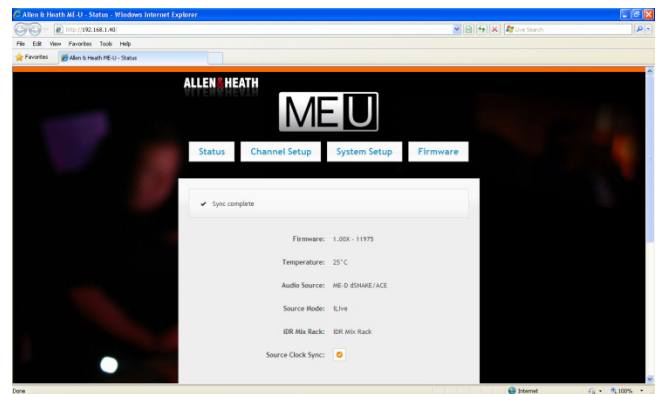 Allen & Heath ME-U - Status - Windows Internet Explorer
http://192.168.1.40/
Live Search
File Edit View Favorites Tools Help
Favorites
Allen & Heath ME-U - Status
ALLEN&HEATH
ME U
Status Channel Setup System Setup Firmware
Sync complete
Firmware: 1.00X - 11975
Temperature: 25°C
Audio Source: ME-D dSNAKE/ACE
Source Mode: iLive
IDR Mix Rack: IDR Mix Rack
Source Clock Sync:
Done Internet 100%